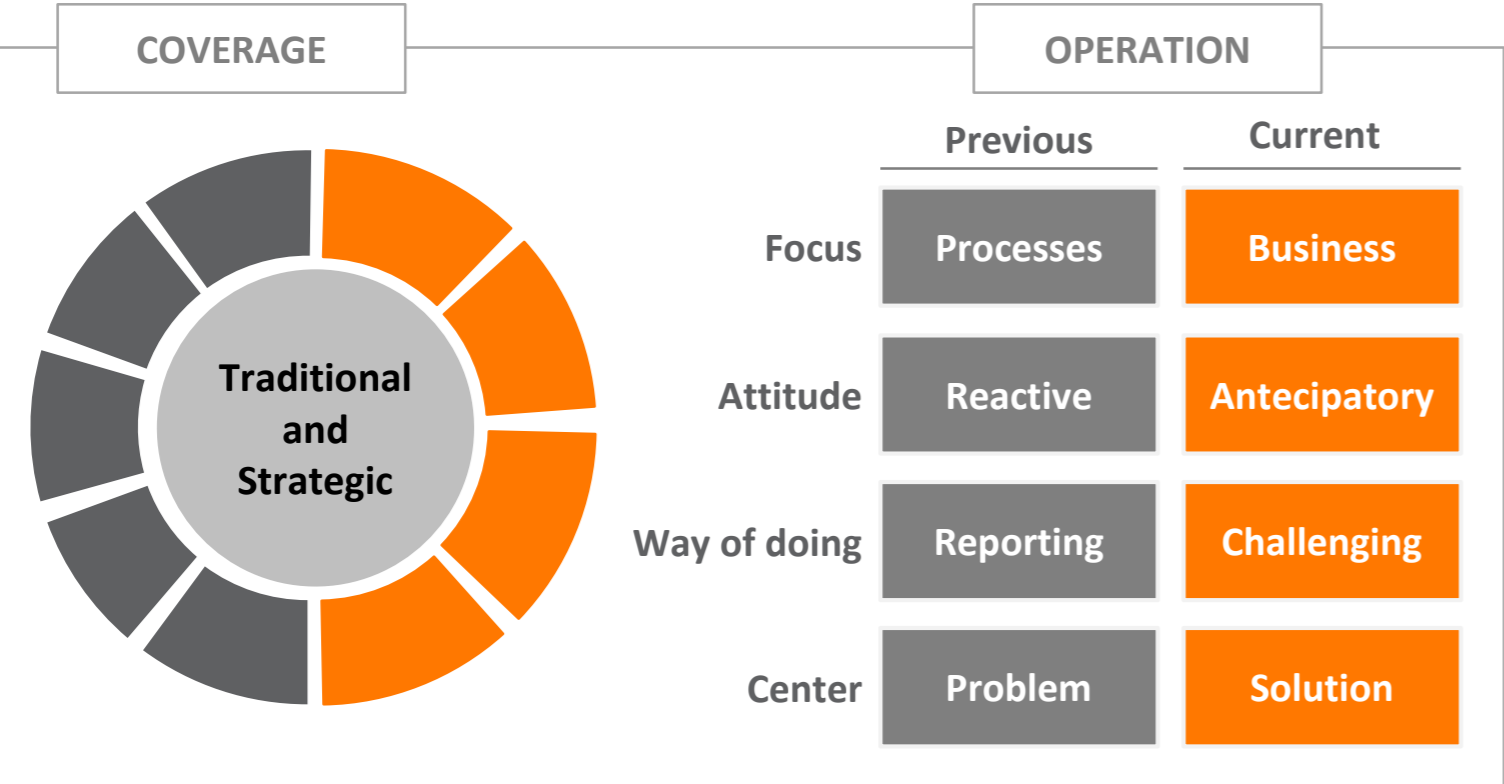 COVERAGE
Traditional
and
Strategic
OPERATION
Previous Current
Focus Processes Business
Attitude Reactive Antecipatory
Way of doing Reporting Challenging
Center Problem Solution